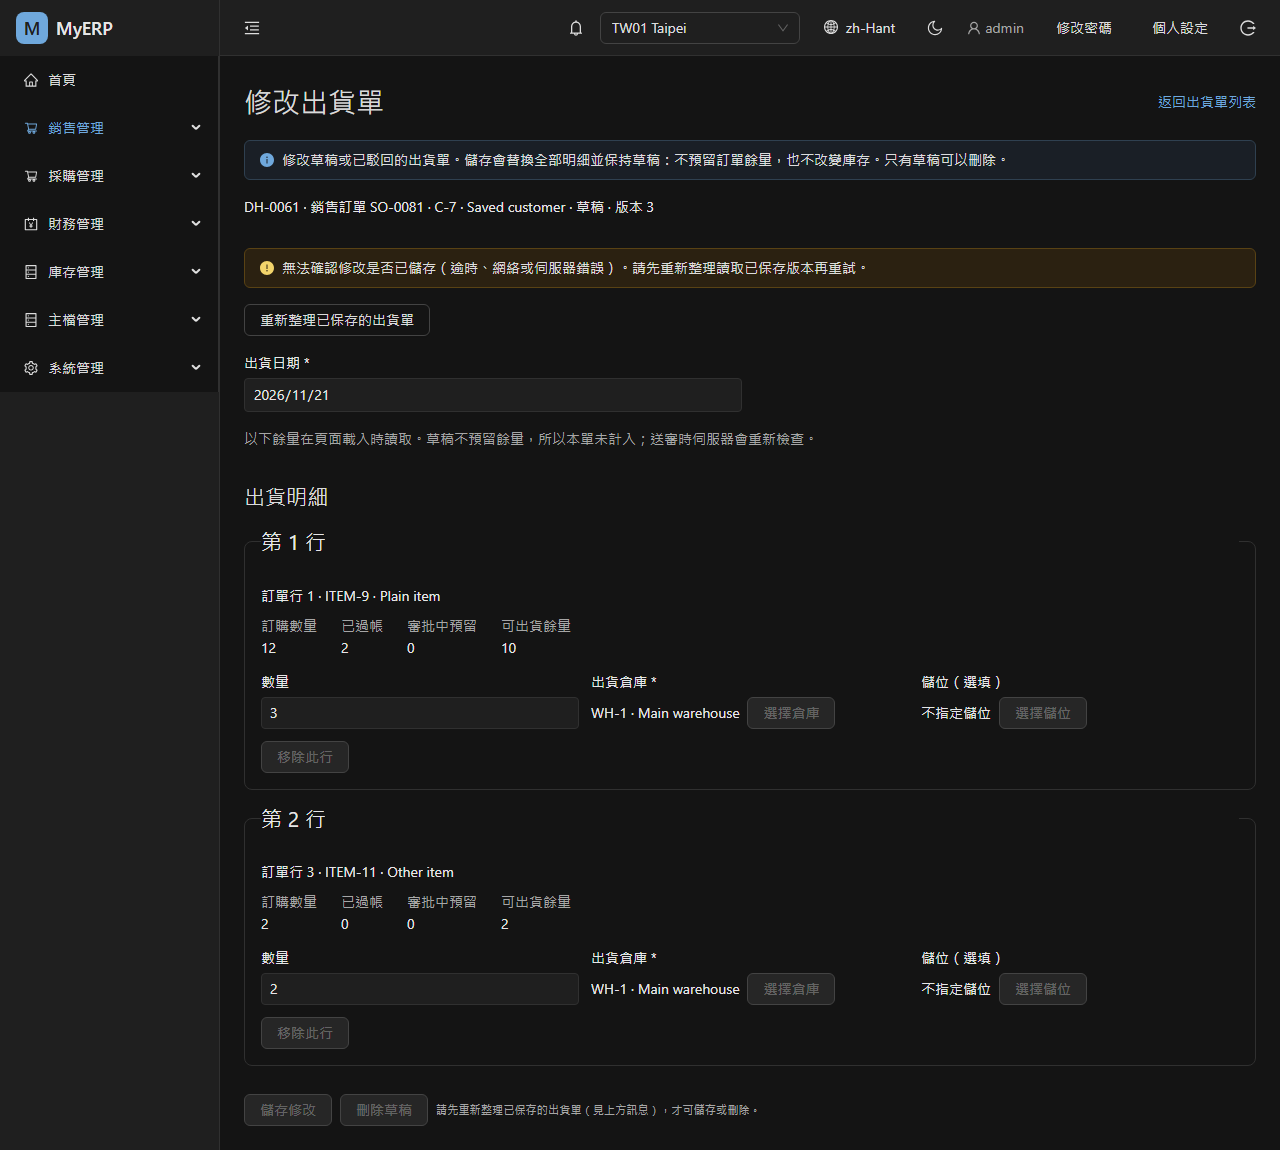 M MyERP
TW01 Taipei
zh-Hant
admin
修改密碼
個人設定
首頁
銷售管理
採購管理
財務管理
庫存管理
主檔管理
系統管理
修改出貨單
返回出貨單列表
修改草稿或已駁回的出貨單。儲存會替換全部明細並保持草稿：不預留訂單餘量，也不改變庫存。只有草稿可以刪除。
DH-0061 · 銷售訂單 SO-0081 · C-7 · Saved customer · 草稿 · 版本 3
無法確認修改是否已儲存（逾時、網絡或伺服器錯誤）。請先重新整理讀取已保存版本再重試。
重新整理已保存的出貨單
出貨日期 *
2026/11/21
以下餘量在頁面載入時讀取。草稿不預留餘量，所以本單未計入；送審時伺服器會重新檢查。
出貨明細
第 1 行
訂單行 1 · ITEM-9 · Plain item
訂購數量 已過帳 審批中預留 可出貨餘量
12 2 0 10
數量 出貨倉庫 * 儲位（選填）
3 WH-1 · Main warehouse 選擇倉庫 不指定儲位 選擇儲位
移除此行
第 2 行
訂單行 3 · ITEM-11 · Other item
訂購數量 已過帳 審批中預留 可出貨餘量
2 0 0 2
數量 出貨倉庫 * 儲位（選填）
2 WH-1 · Main warehouse 選擇倉庫 不指定儲位 選擇儲位
移除此行
儲存修改 刪除草稿 請先重新整理已保存的出貨單（見上方訊息），才可儲存或刪除。